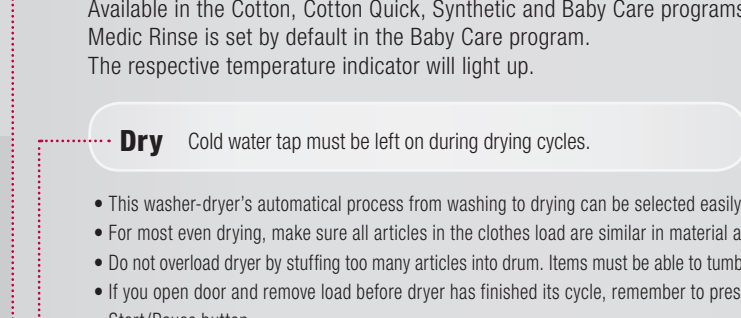 Available in the Cotton, Cotton Quick, Synthetic and Baby Care programs
Medic Rinse is set by default in the Baby Care program.
The respective temperature indicator will light up.
Dry Cold water tap must be left on during drying cycles.
• This washer-dryer's automatical process from washing to drying can be selected easily
• For most even drying, make sure all articles in the clothes load are similar in material
• Do not overload dryer by stuffing too many articles into drum. Items must be able to
• If you open door and remove load before dryer has finished its cycle, remember to
Start/Pause button